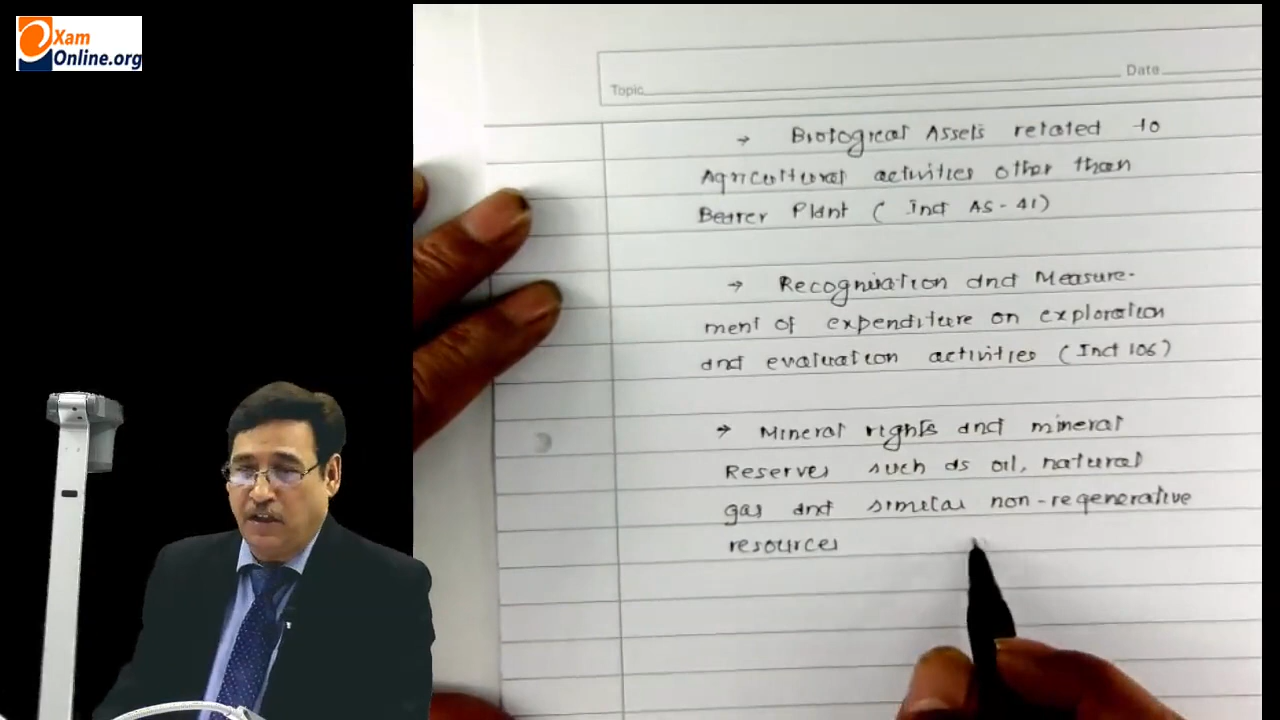 Xam
Online.org
Topic
Date
→ Biological Assets related to
Agricultural activities other than
Bearer Plant ( Ind AS-41)
→ Recognisation and Measure-
ment of expenditure on exploration
and evaluation activities (Ind 106)
→ Mineral rights and mineral
Reserves such as oil, natural
gas and similar non-regenerative
resources